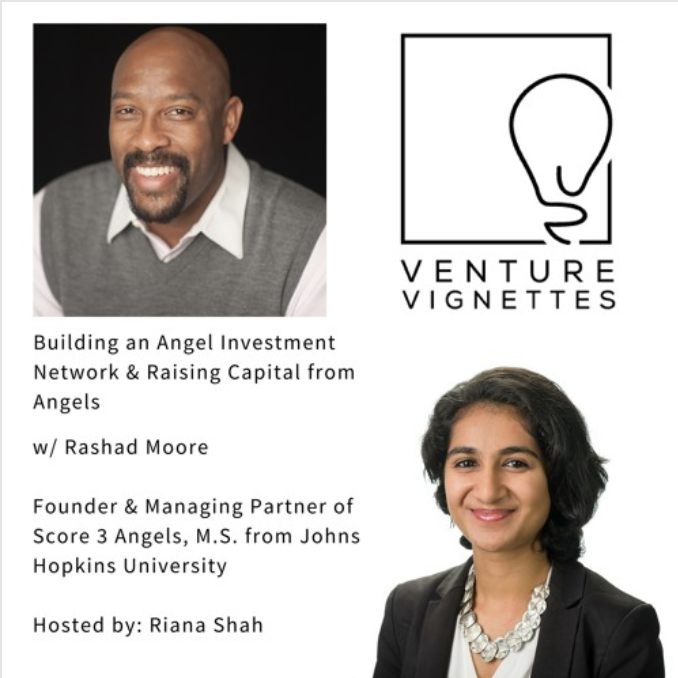 VENTURE
VIGNETTES
Building an Angel Investment
Network & Raising Capital from
Angels
w/ Rashad Moore
Founder & Managing Partner of
Score 3 Angels, M.S. from Johns
Hopkins University
Hosted by: Riana Shah